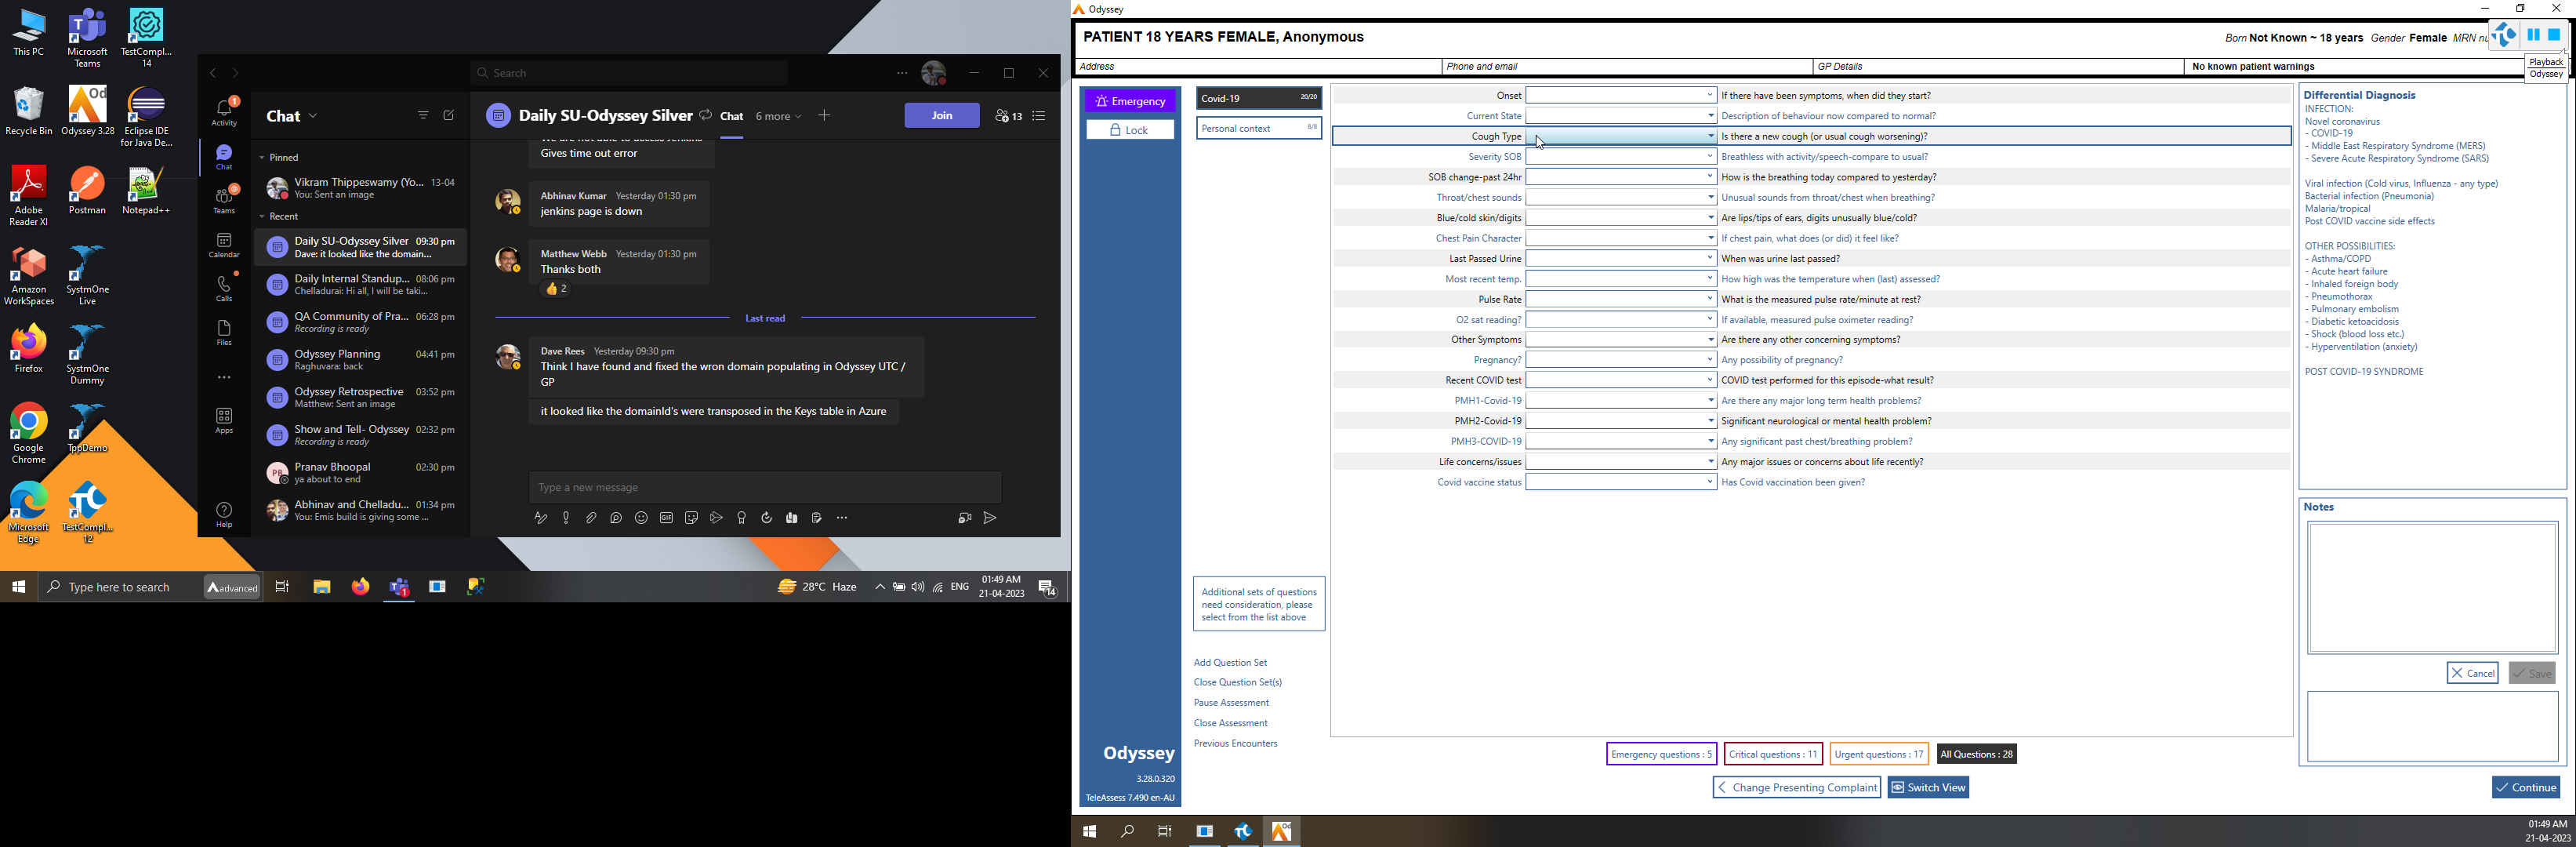 This PC
Microsoft Teams
TestCompl... 14
Recycle Bin
Odyssey 3.28
Eclipse IDE for Java De...
Adobe Reader XI
Postman
Notepad++
Amazon WorkSpaces
SystmOne Live
Firefox
SystmOne Dummy
Google Chrome
TppDemo
Microsoft Edge
TestCompl... 12
Search
Activity
Chat
Teams
Calendar
Calls
Files
Apps
Help
Chat
Pinned
Vikram Thippeswamy (Yo... 13-04
You: Sent an image
Recent
Daily SU-Odyssey Silver 09:30 pm
Dave: it looked like the domain...
Daily Internal Standup... 08:06 pm
Chelladurai: Hi all, I will be taki...
QA Community of Pra... 06:28 pm
Recording is ready
Odyssey Planning 04:41 pm
Raghuvara: back
Odyssey Retrospective 03:52 pm
Matthew: Sent an image
Show and Tell- Odyssey 02:32 pm
Recording is ready
PB
Pranav Bhoopal 02:30 pm
ya about to end
Abhinav and Chelladu... 01:34 pm
You: Emis build is giving some ...
Daily SU-Odyssey Silver Chat 6 more Join 13
Gives time out error
Abhinav Kumar Yesterday 01:30 pm
jenkins page is down
Matthew Webb Yesterday 01:30 pm
Thanks both
2
Last read
Dave Rees Yesterday 09:30 pm
Think I have found and fixed the wron domain populating in Odyssey UTC /
GP
it looked like the domainId's were transposed in the Keys table in Azure
Type a new message
GIF
Type here to search
advanced
28°C Haze
ENG
01:49 AM
21-04-2023
14
Odyssey
PATIENT 18 YEARS FEMALE, Anonymous
Born Not Known ~ 18 years Gender Female MRN
Playback
Odyssey
Address
Phone and email
GP Details
No known patient warnings
Emergency
Lock
Covid-19 20/20
Personal context 8/8
Onset If there have been symptoms, when did they start?
Current State Description of behaviour now compared to normal?
Cough Type Is there a new cough (or usual cough worsening)?
Severity SOB Breathless with activity/speech-compare to usual?
SOB change-past 24hr How is the breathing today compared to yesterday?
Throat/chest sounds Unusual sounds from throat/chest when breathing?
Blue/cold skin/digits Are lips/tips of ears, digits unusually blue/cold?
Chest Pain Character If chest pain, what does (or did) it feel like?
Last Passed Urine When was urine last passed?
Most recent temp. How high was the temperature when (last) assessed?
Pulse Rate What is the measured pulse rate/minute at rest?
O2 sat reading? If available, measured pulse oximeter reading?
Other Symptoms Are there any other concerning symptoms?
Pregnancy? Any possibility of pregnancy?
Recent COVID test COVID test performed for this episode-what result?
PMH1-Covid-19 Are there any major long term health problems?
PMH2-Covid-19 Significant neurological or mental health problem?
PMH3-COVID-19 Any significant past chest/breathing problem?
Life concerns/issues Any major issues or concerns about life recently?
Covid vaccine status Has Covid vaccination been given?
Additional sets of questions
need consideration, please
select from the list above
Add Question Set
Close Question Set(s)
Pause Assessment
Close Assessment
Previous Encounters
Odyssey
3.28.0.320
TeleAssess 7.490 en-AU
Emergency questions : 5
Critical questions : 11
Urgent questions : 17
All Questions : 28
Change Presenting Complaint
Switch View
Differential Diagnosis
INFECTION:
Novel coronavirus
- COVID-19
- Middle East Respiratory Syndrome (MERS)
- Severe Acute Respiratory Syndrome (SARS)
Viral infection (Cold virus, Influenza - any type)
Bacterial infection (Pneumonia)
Malaria/tropical
Post COVID vaccine side effects
OTHER POSSIBILITIES:
- Asthma/COPD
- Acute heart failure
- Inhaled foreign body
- Pneumothorax
- Pulmonary embolism
- Diabetic ketoacidosis
- Shock (blood loss etc.)
- Hyperventilation (anxiety)
POST COVID-19 SYNDROME
Notes
Cancel
Save
Continue
01:49 AM
21-04-2023